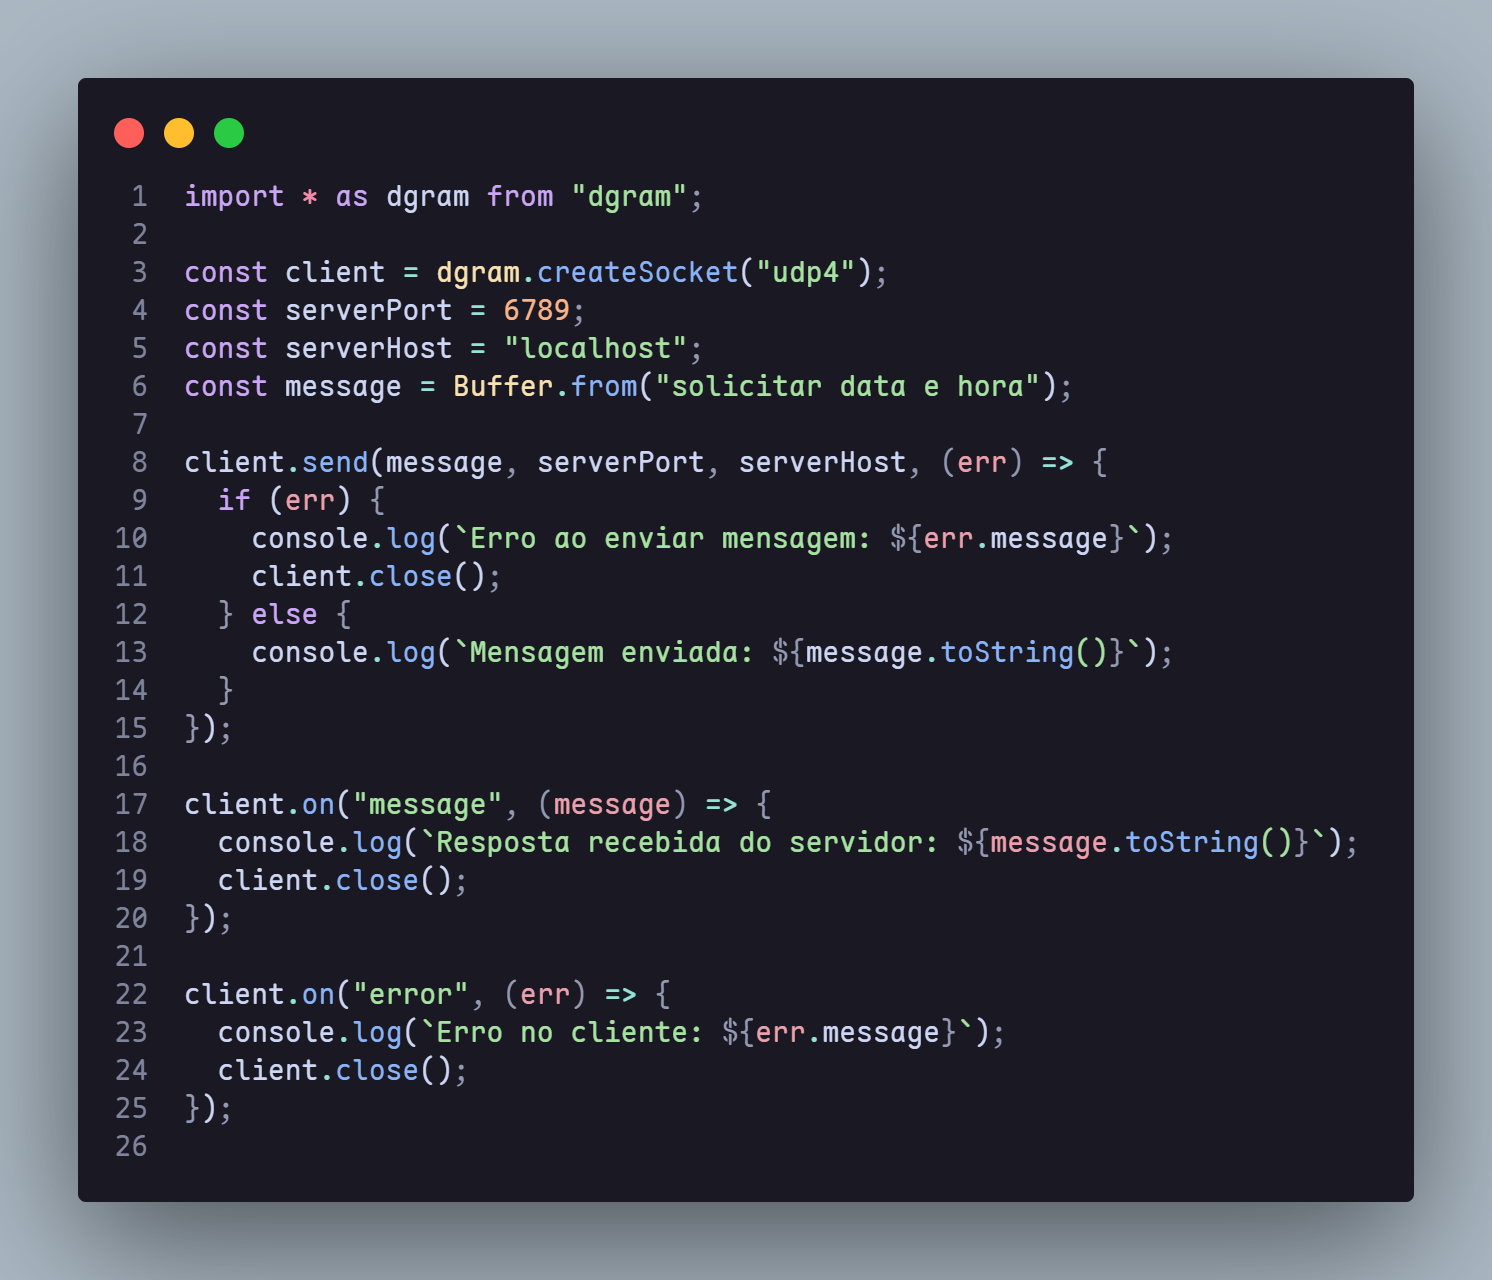 1 import * as dgram from "dgram";
2
3 const client = dgram.createSocket("udp4");
4 const serverPort = 6789;
5 const serverHost = "localhost";
6 const message = Buffer.from("solicitar data e hora");
7
8 client.send(message, serverPort, serverHost, (err) => {
9   if (err) {
10     console.log(`Erro ao enviar mensagem: ${err.message}`);
11     client.close();
12   } else {
13     console.log(`Mensagem enviada: ${message.toString()}`);
14   }
15 });
16
17 client.on("message", (message) => {
18   console.log(`Resposta recebida do servidor: ${message.toString()}`);
19   client.close();
20 });
21
22 client.on("error", (err) => {
23   console.log(`Erro no cliente: ${err.message}`);
24   client.close();
25 });
26